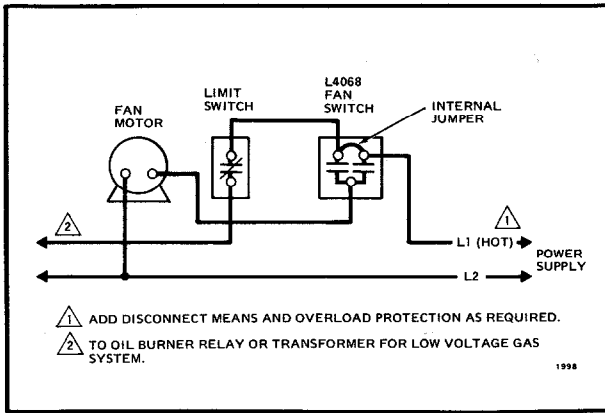 L4068
FAN
SWITCH
LIMIT
SWITCH
INTERNAL
JUMPER
FAN
MOTOR
2
1
L1 (HOT)
POWER
SUPPLY
L2
1 ADD DISCONNECT MEANS AND OVERLOAD PROTECTION AS REQUIRED.
2 TO OIL BURNER RELAY OR TRANSFORMER FOR LOW VOLTAGE GAS
SYSTEM.
1998